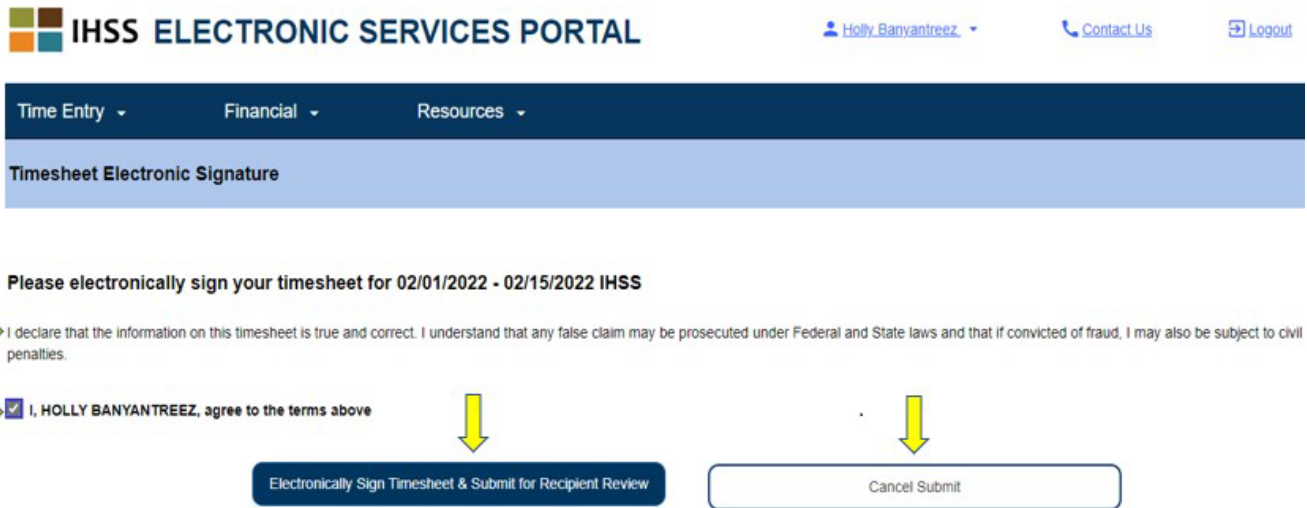 IHSS ELECTRONIC SERVICES PORTAL Holly Banyantreez Contact Us Logout
Time Entry Financial Resources
Timesheet Electronic Signature
Please electronically sign your timesheet for 02/01/2022 - 02/15/2022 IHSS
I declare that the information on this timesheet is true and correct. I understand that any false claim may be prosecuted under Federal and State laws and that if convicted of fraud, I may also be subject to civil
penalties.
I, HOLLY BANYANTREEZ, agree to the terms above .
Electronically Sign Timesheet & Submit for Recipient Review Cancel Submit